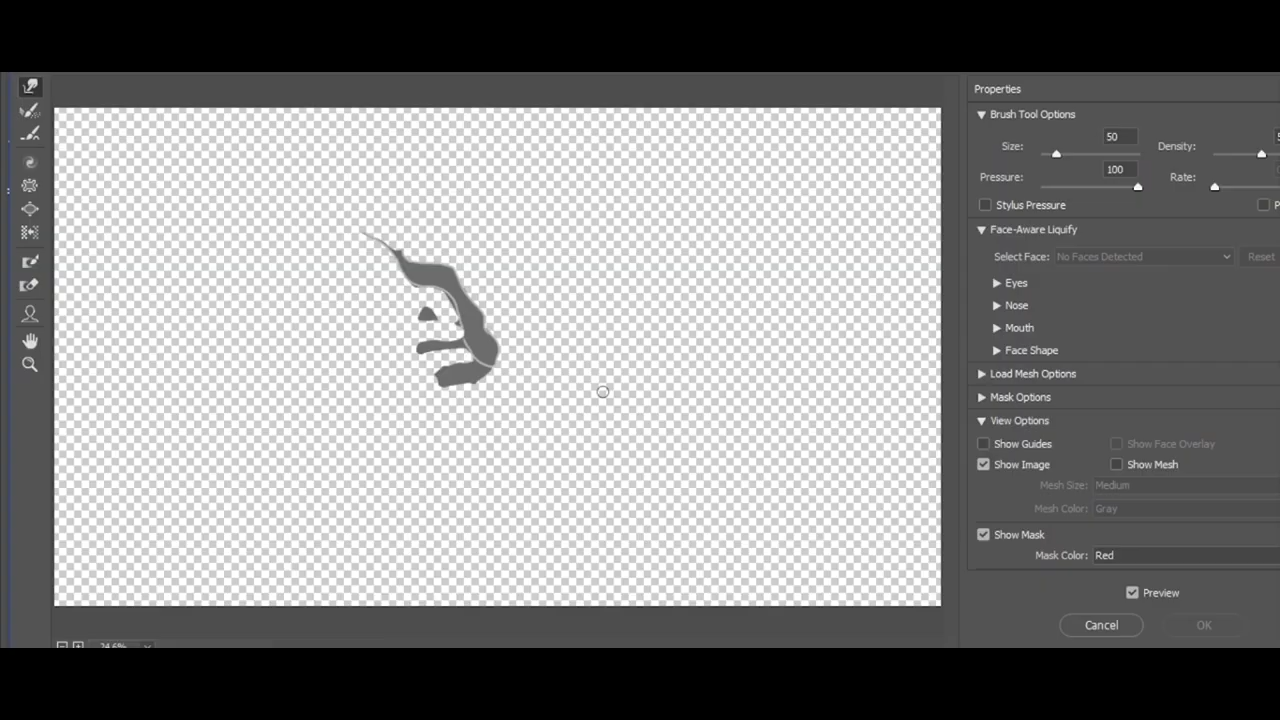 Properties
Brush Tool Options
Size: 50 Density:
Pressure: 100 Rate:
Stylus Pressure
Face-Aware Liquify
Select Face: No Faces Detected Reset
Eyes
Nose
Mouth
Face Shape
Load Mesh Options
Mask Options
View Options
Show Guides Show Face Overlay
Show Image Show Mesh
Mesh Size: Medium
Mesh Color: Gray
Show Mask
Mask Color: Red
Preview
Cancel OK
24.6%